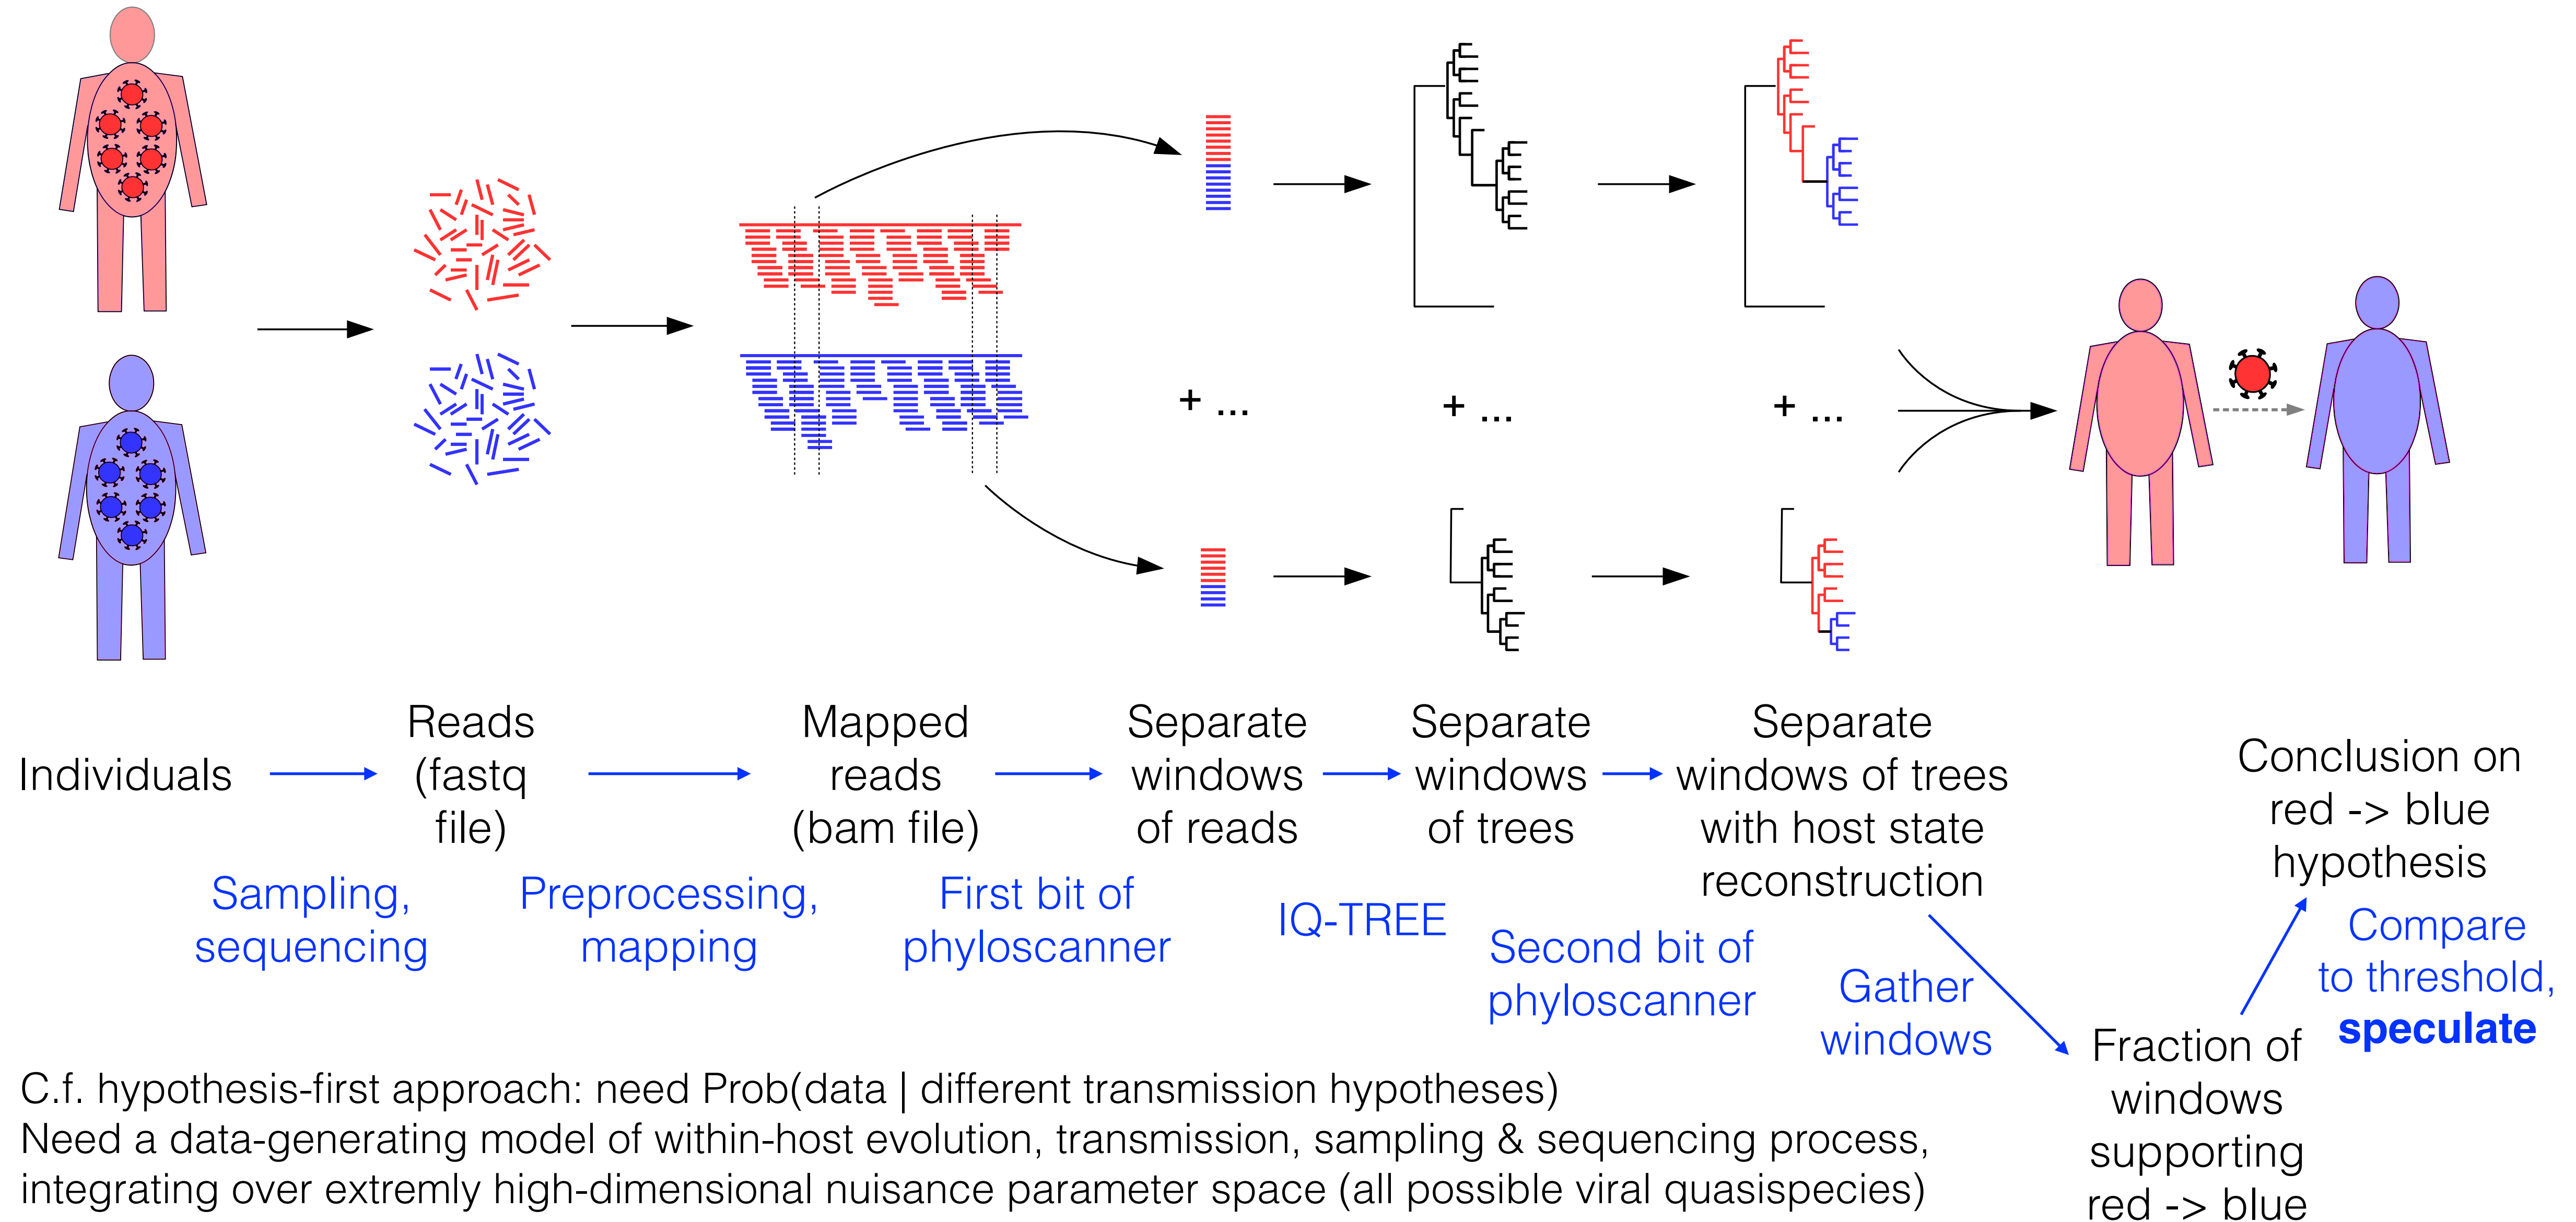 + ...
+ ...
+ ...
Individuals
Reads
(fastq
file)
Mapped
reads
(bam file)
Separate
windows
of reads
Separate
windows
of trees
Separate
windows of trees
with host state
reconstruction
Conclusion on
red -> blue
hypothesis
Sampling,
sequencing
Preprocessing,
mapping
First bit of
phyloscanner
IQ-TREE
Second bit of
phyloscanner
Gather
windows
Compare
to threshold,
speculate
Fraction of
windows
supporting
red -> blue
C.f. hypothesis-first approach: need Prob(data | different transmission hypotheses)
Need a data-generating model of within-host evolution, transmission, sampling & sequencing process,
integrating over extremly high-dimensional nuisance parameter space (all possible viral quasispecies)